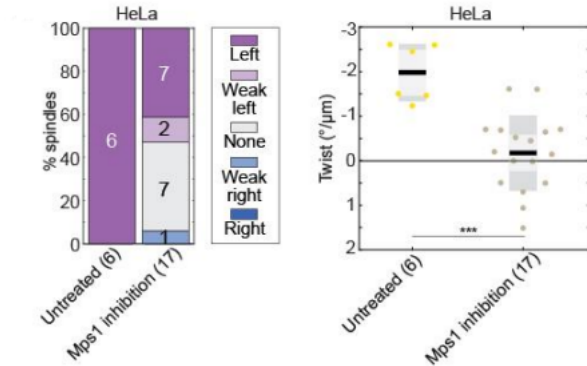 HeLa
100
80
60
40
20
0
% spindles
6
7
2
7
1
Untreated (6)
Mps1 inhibition (17)
Left
Weak
left
None
Weak
right
Right
HeLa
-3
-2
-1
0
1
2
Twist (°/μm)
***
Untreated (6)
Mps1 inhibition (17)